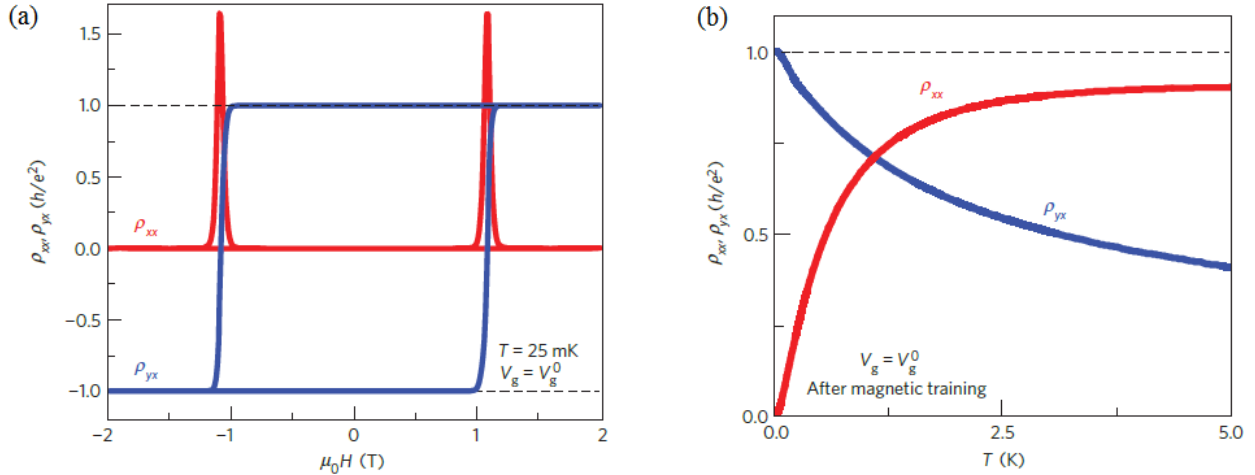 (a)
ρxx, ρyx (h/e²)
1.5
1.0
0.5
0.0
−0.5
−1.0
ρxx
ρyx
T = 25 mK
Vg = Vg⁰
−2
−1
0
1
2
μ₀H (T)
(b)
ρxx, ρyx (h/e²)
1.0
0.5
0.0
ρxx
ρyx
Vg = Vg⁰
After magnetic training
0.0
2.5
5.0
T (K)